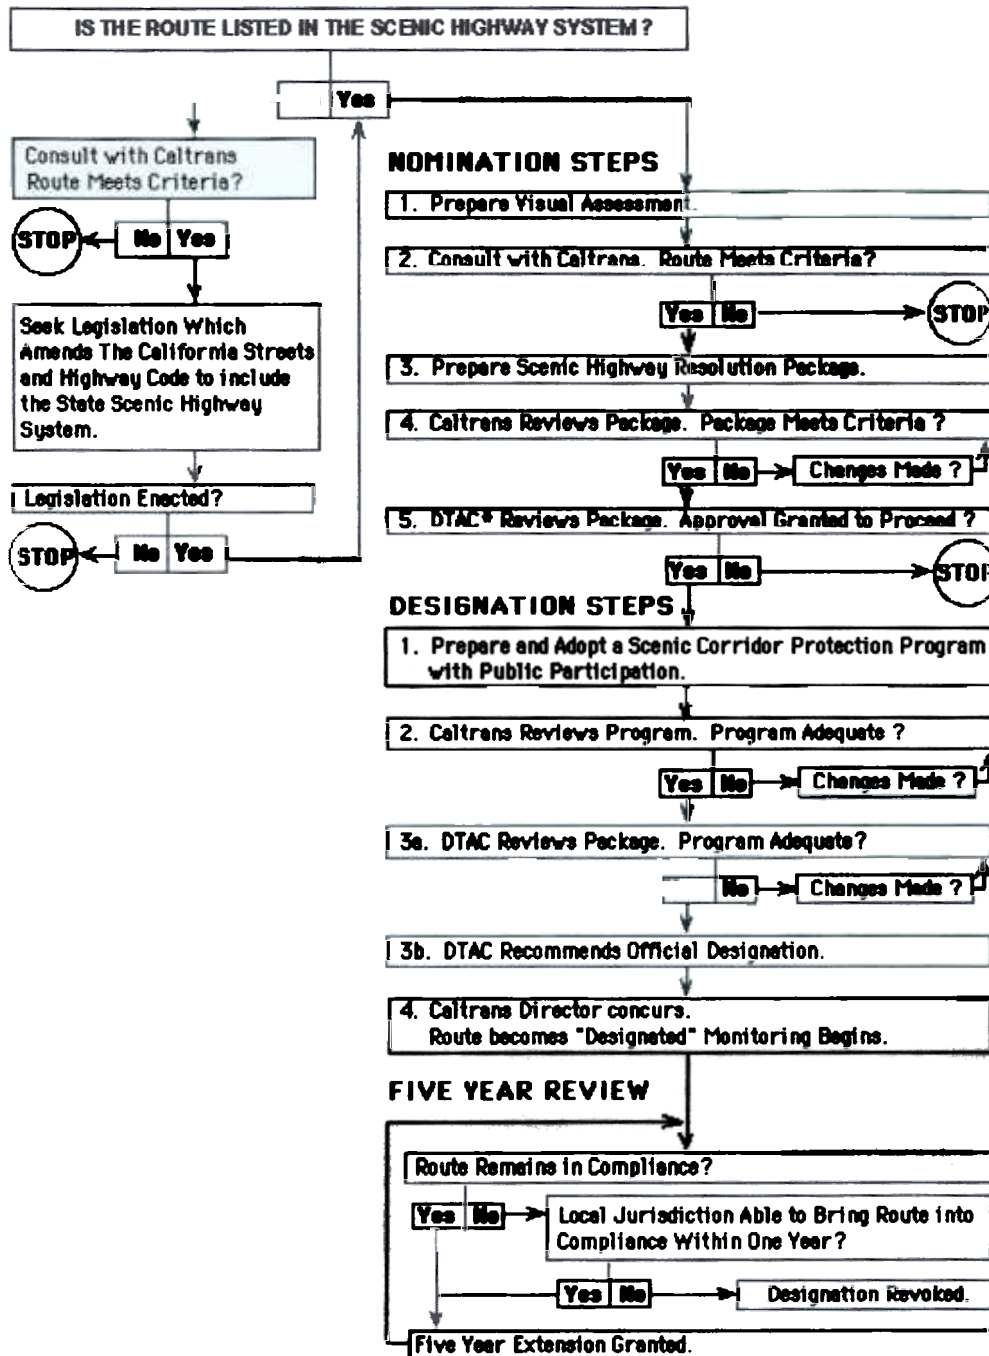 IS THE ROUTE LISTED IN THE SCENIC HIGHWAY SYSTEM ?
Yes
Consult with Caltrans
Route Meets Criteria?
STOP
No Yes
Seek Legislation Which
Amends The California Streets
and Highway Code to include
the State Scenic Highway
System.
Legislation Enacted?
STOP
No Yes
NOMINATION STEPS
1. Prepare Visual Assessment.
2. Consult with Caltrans. Route Meets Criteria?
Yes No
STOP
3. Prepare Scenic Highway Resolution Package.
4. Caltrans Reviews Package. Package Meets Criteria ?
Yes No
Changes Made ?
5. DTAC* Reviews Package. Approval Granted to Proceed ?
Yes No
STOP
DESIGNATION STEPS
1. Prepare and Adopt a Scenic Corridor Protection Program
with Public Participation.
2. Caltrans Reviews Program. Program Adequate ?
Yes No
Changes Made ?
3a. DTAC Reviews Package. Program Adequate?
No
Changes Made ?
3b. DTAC Recommends Official Designation.
4. Caltrans Director concurs.
Route becomes "Designated" Monitoring Begins.
FIVE YEAR REVIEW
Route Remains in Compliance?
Yes No
Local Jurisdiction Able to Bring Route into
Compliance Within One Year?
Yes No
Designation Revoked.
Five Year Extension Granted.